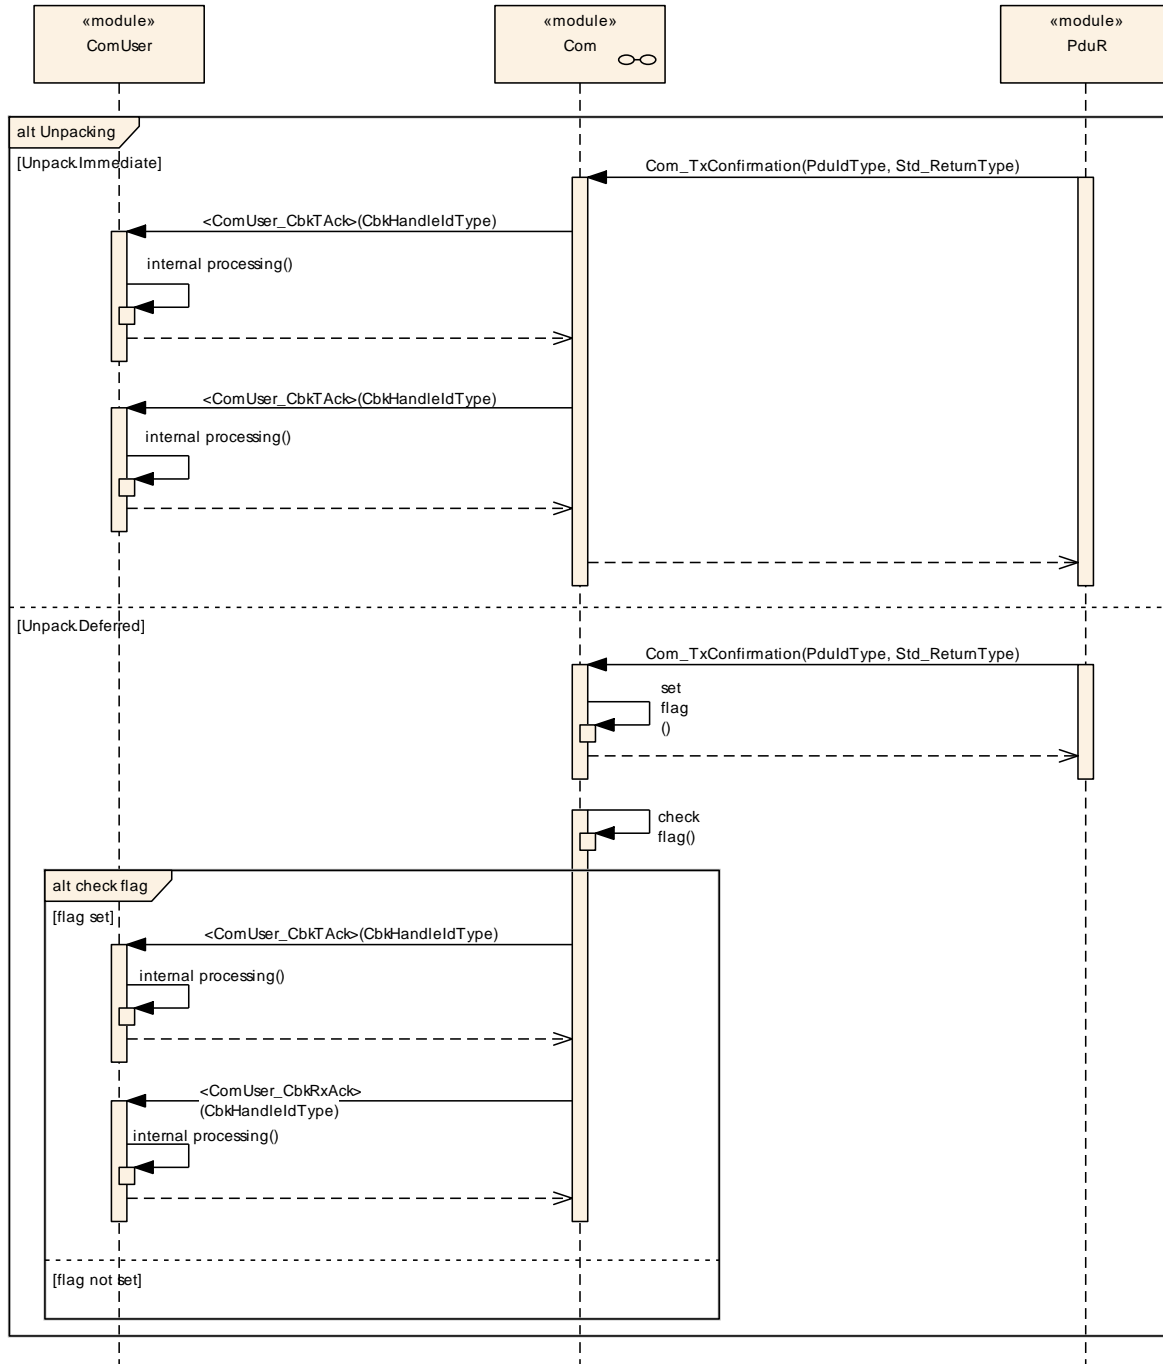 «module»
ComUser
«module»
Com
«module»
PduR
alt Unpacking
[Unpack.Immediate]
Com_TxConfirmation(PduIdType, Std_ReturnType)
<ComUser_CbkTAck>(CbkHandleIdType)
internal processing()
<ComUser_CbkTAck>(CbkHandleIdType)
internal processing()
[Unpack.Deferred]
Com_TxConfirmation(PduIdType, Std_ReturnType)
set
flag
()
check
flag()
alt check flag
[flag set]
<ComUser_CbkTAck>(CbkHandleIdType)
internal processing()
<ComUser_CbkRxAck>
(CbkHandleIdType)
internal processing()
[flag not set]